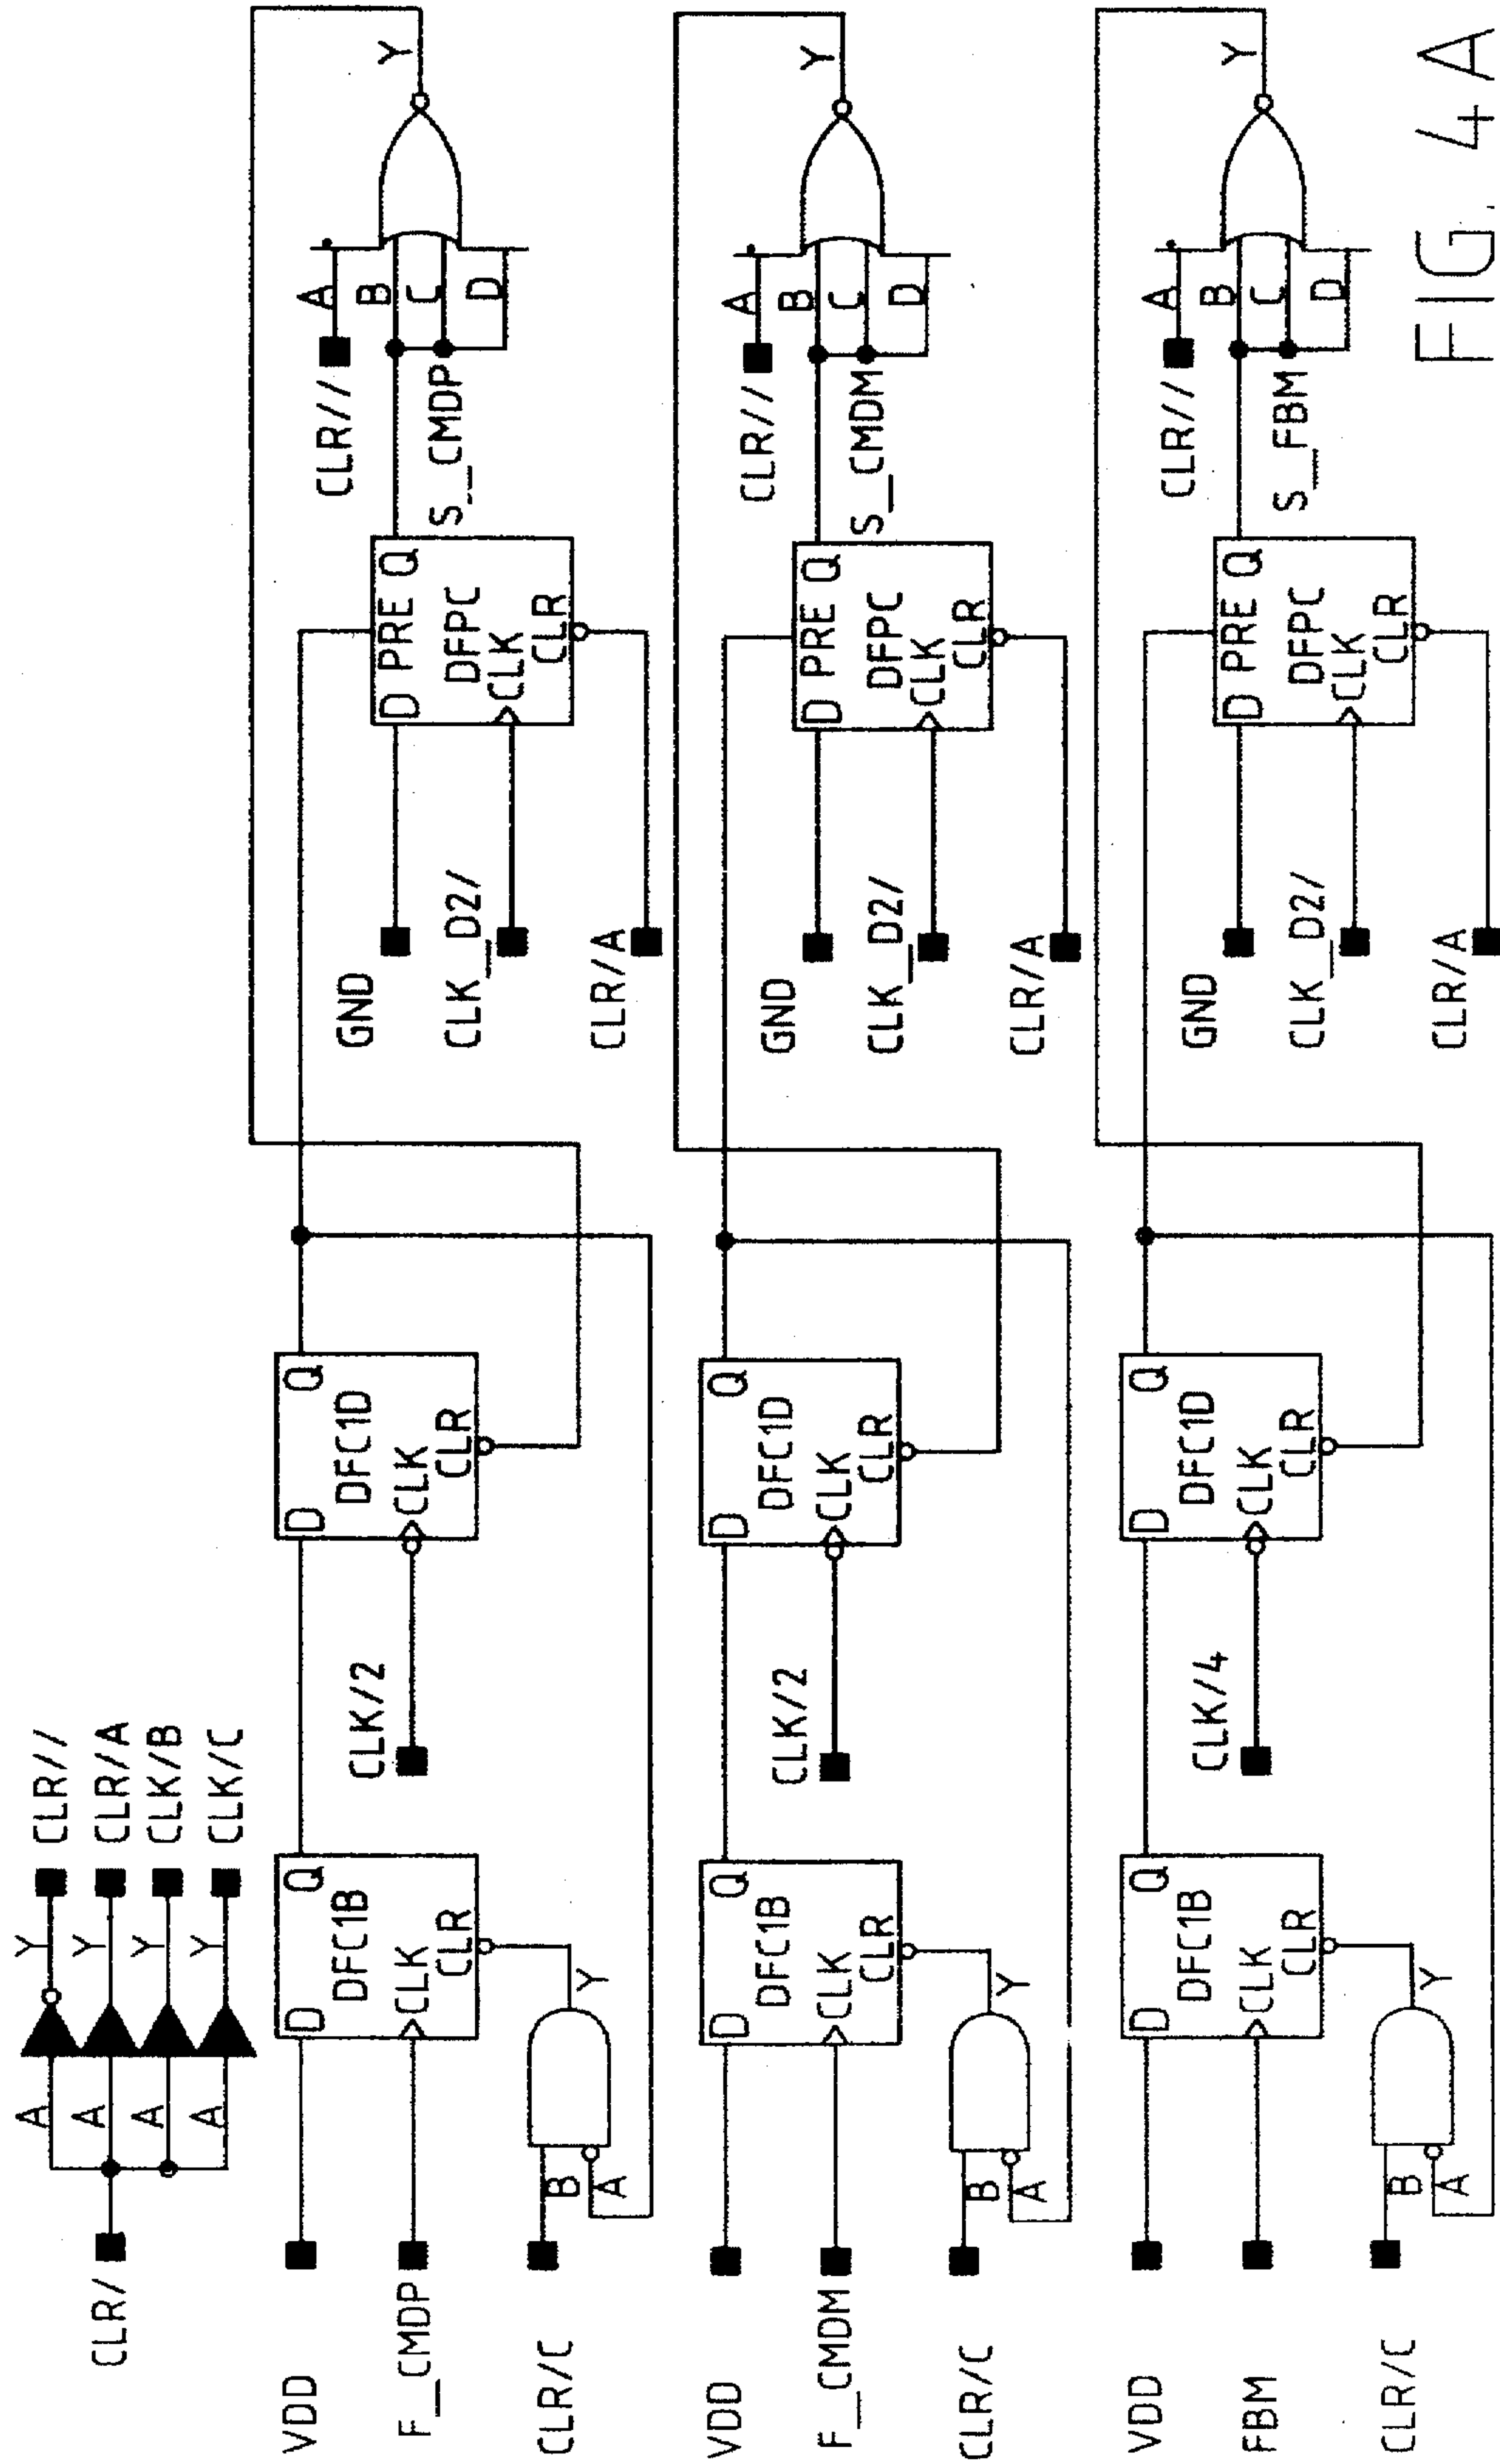 CLR/
A Y CLR//
A Y CLR/A
A Y CLK/B
A Y CLK/C
VDD
D Q
DFC1B
F_CMDP
CLK
CLR
CLR/C
B
A
Y
D Q
DFC1D
CLK/2
CLK
CLR
GND
D PRE Q
DFPC
CLK_D2/
CLK
CLR
CLR/A
CLR//
S_CMDP
A
B
C
D
Y
VDD
D Q
DFC1B
F_CMDM
CLK
CLR
CLR/C
B
A
Y
D Q
DFC1D
CLK/2
CLK
CLR
GND
D PRE Q
DFPC
CLK_D2/
CLK
CLR
CLR/A
CLR//
S_CMDM
A
B
C
D
Y
VDD
D Q
DFC1B
FBM
CLK
CLR
CLR/C
B
A
Y
D Q
DFC1D
CLK/4
CLK
CLR
GND
D PRE Q
DFPC
CLK_D2/
CLK
CLR
CLR/A
CLR//
S_FBM
A
B
C
D
Y
FIG. 4A